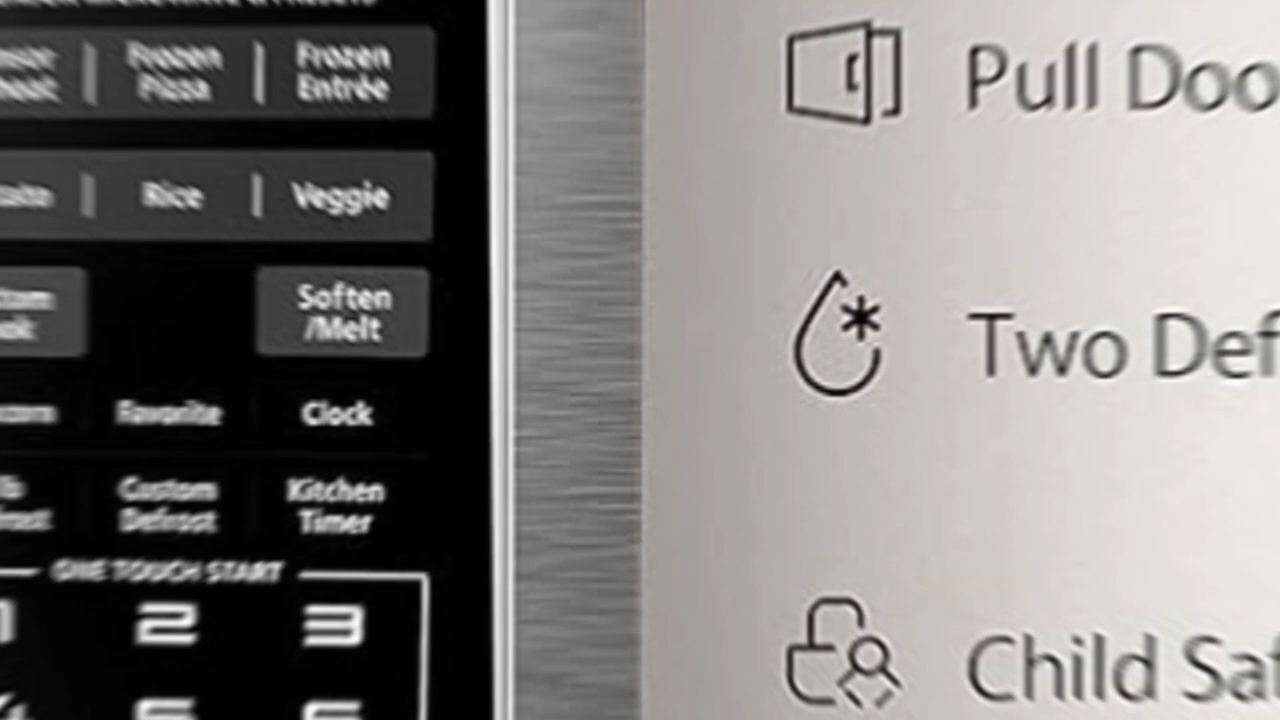 Frozen Pizza
Frozen Entrée
Rice
Veggie
Soften /Melt
Favorite
Clock
Custom Defrost
Kitchen Timer
ONE TOUCH START
2
3
Pull Doo
Two Def
Child Saf